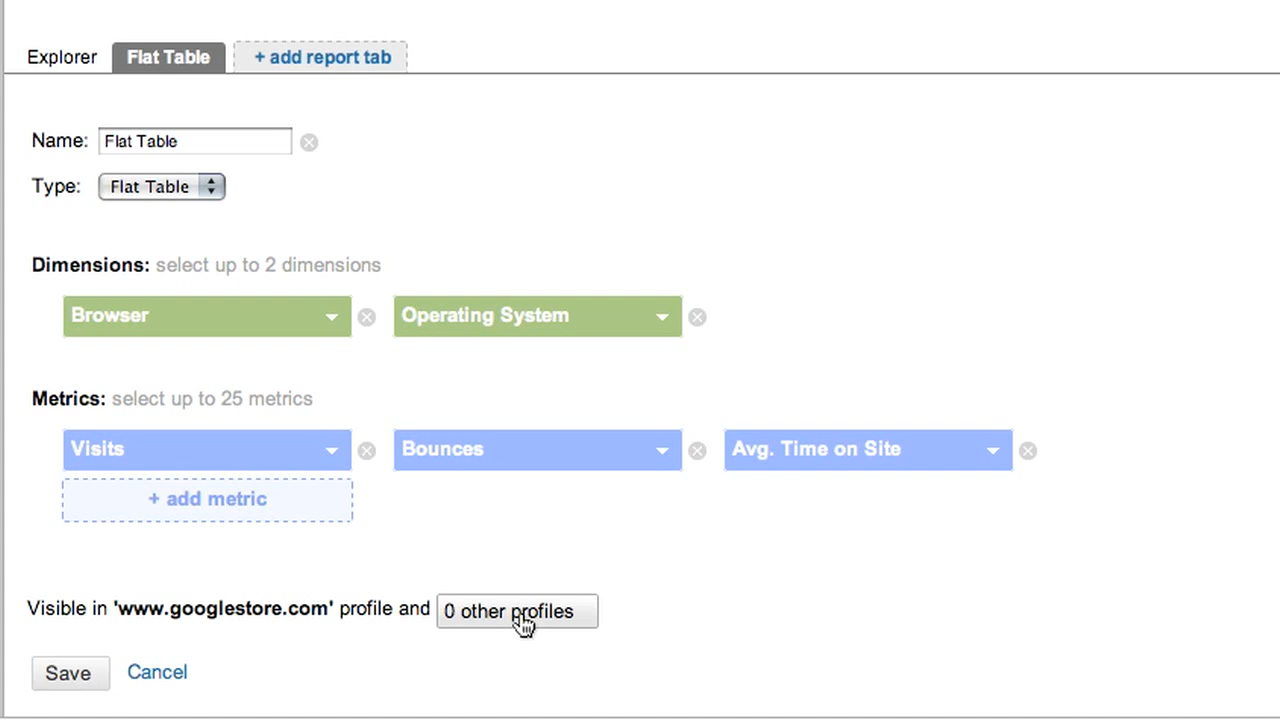 Explorer Flat Table + add report tab
Name: Flat Table
Type: Flat Table
Dimensions: select up to 2 dimensions
Browser Operating System
Metrics: select up to 25 metrics
Visits Bounces Avg. Time on Site
+ add metric
Visible in 'www.googlestore.com' profile and 0 other profiles
Save Cancel